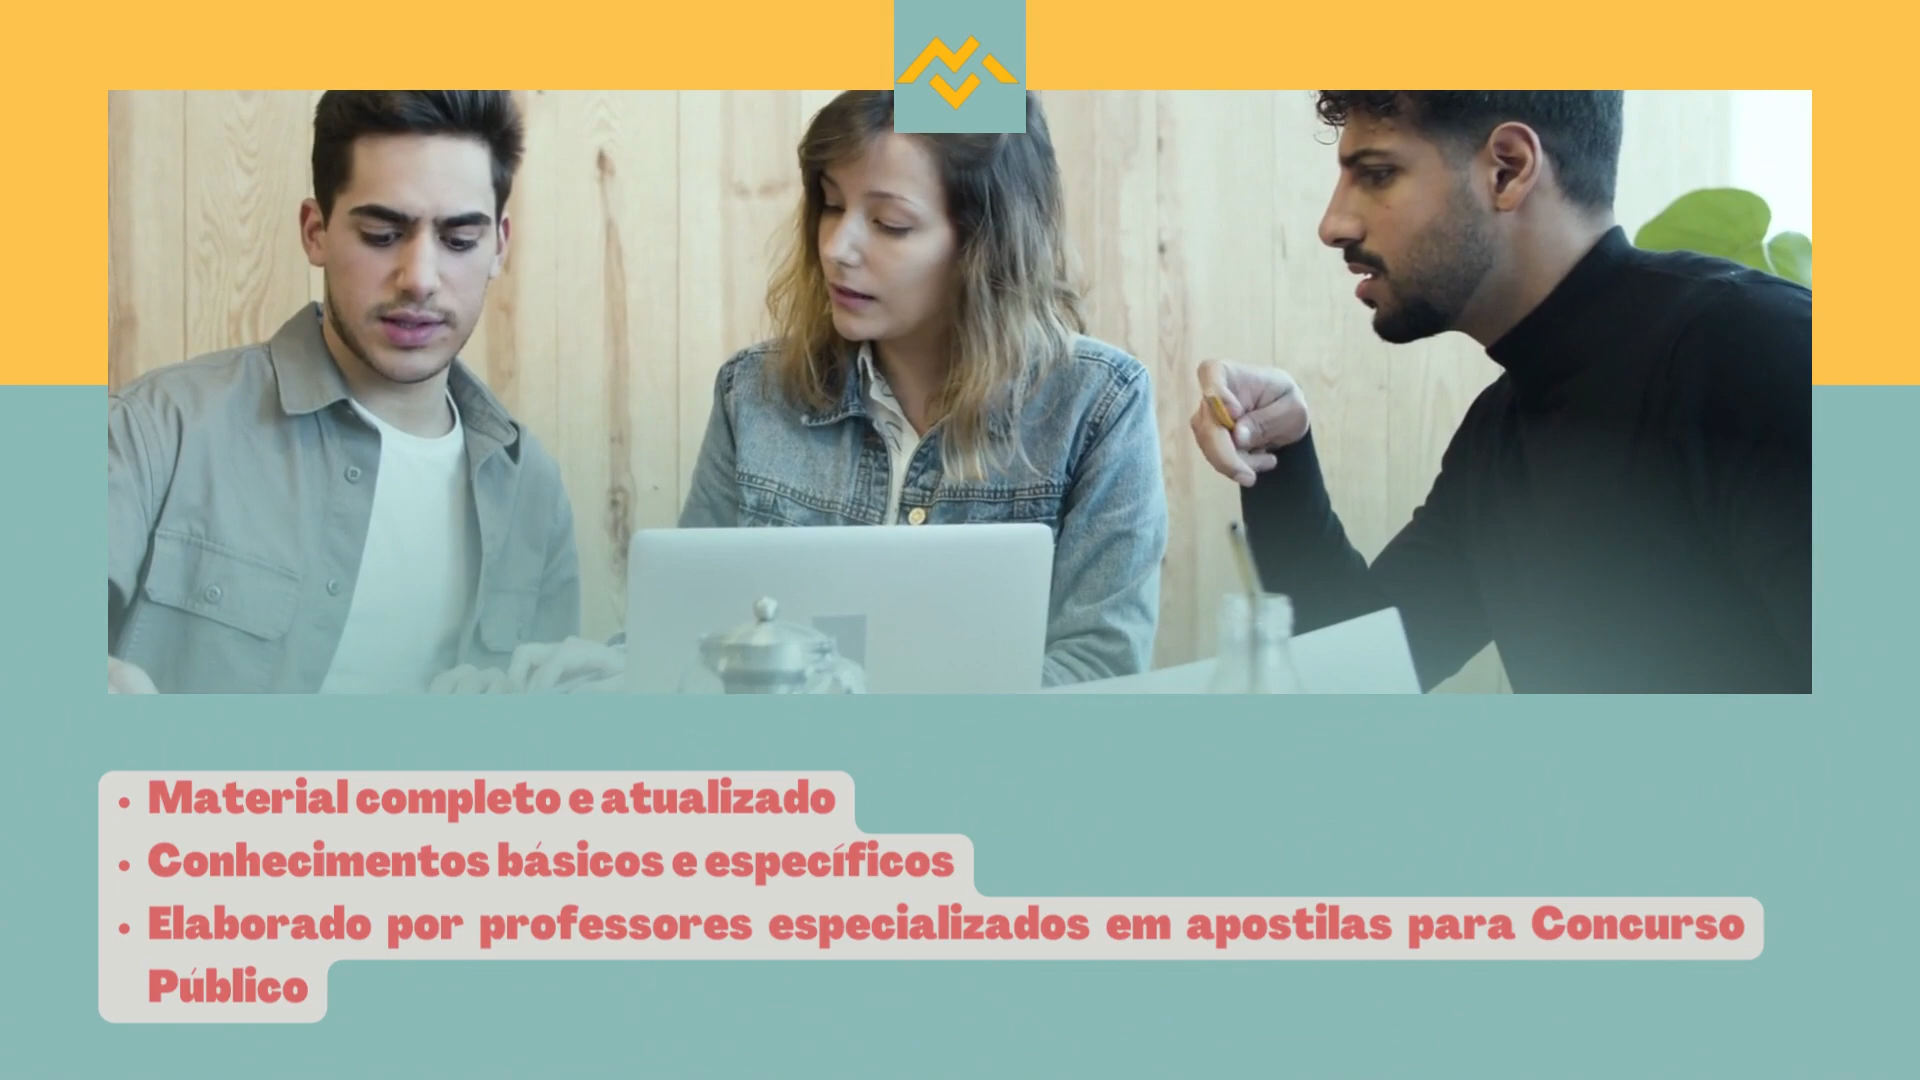 • Material completo e atualizado
• Conhecimentos básicos e específicos
• Elaborado por professores especializados em apostilas para Concurso
Público